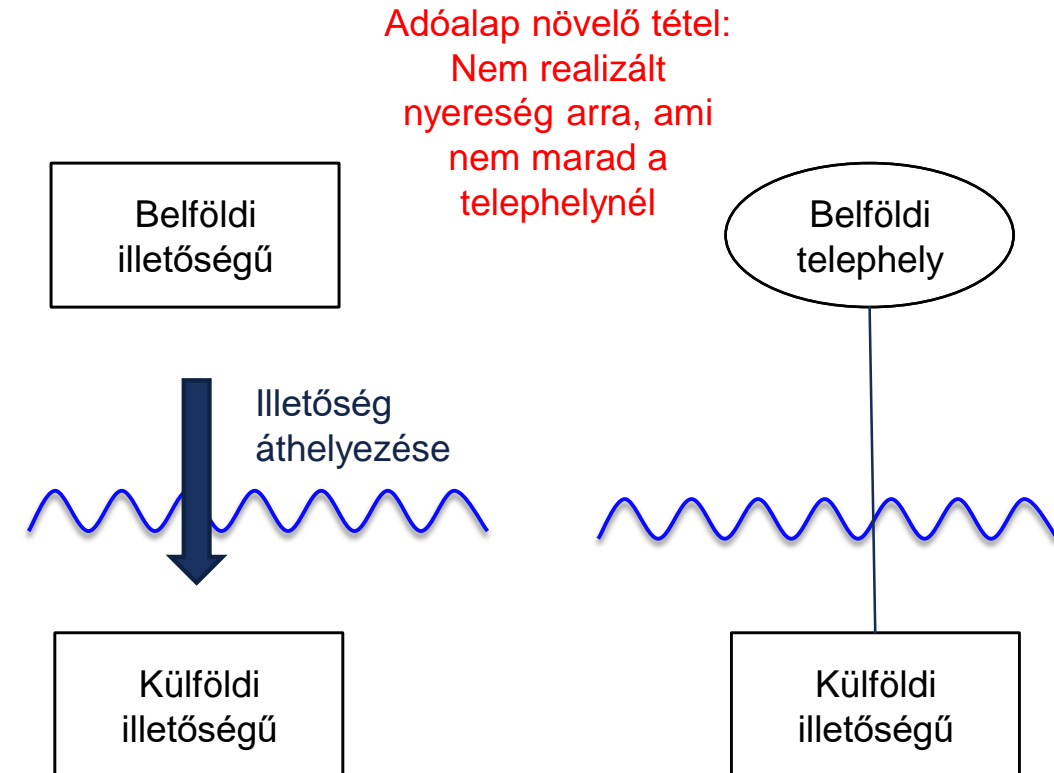 Adóalap növelő tétel:
Nem realizált
nyereség arra, ami
nem marad a
telephelynél
Belföldi
illetőségű
Belföldi
telephely
Illetőség
áthelyezése
Külföldi
illetőségű
Külföldi
illetőségű